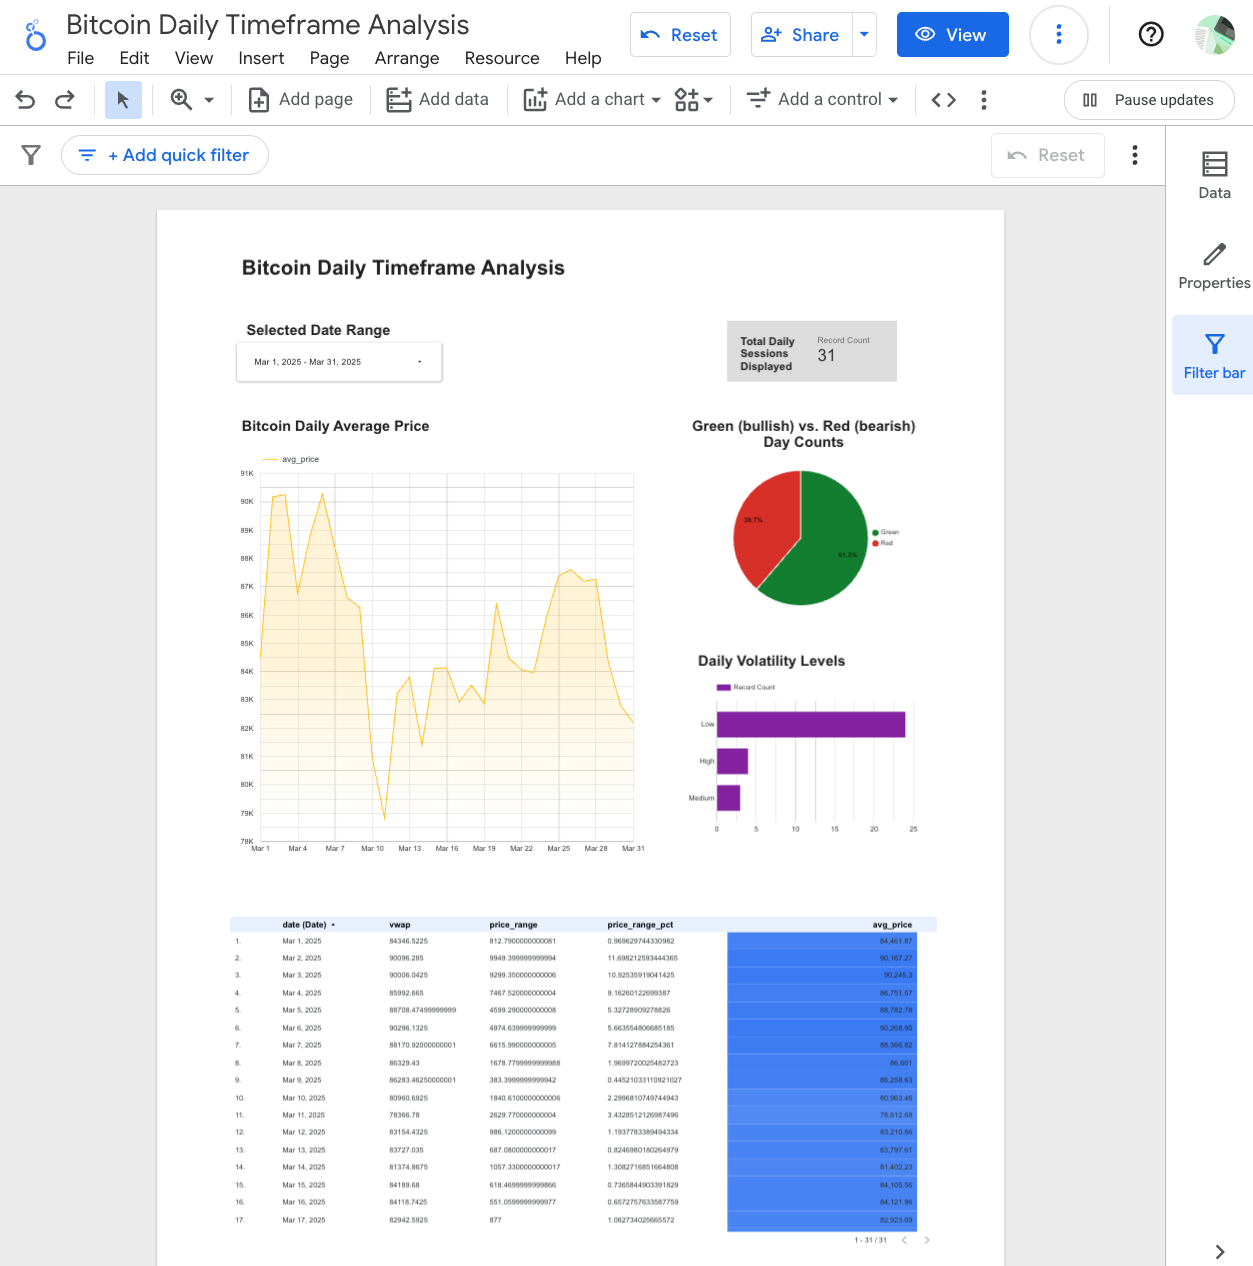 Bitcoin Daily Timeframe Analysis
File Edit View Insert Page Arrange Resource Help
Reset
Share
View
Add page
Add data
Add a chart
Add a control
Pause updates
+ Add quick filter
Reset
Data
Properties
Filter bar
Bitcoin Daily Timeframe Analysis
Selected Date Range
Mar 1, 2025 - Mar 31, 2025
Total Daily
Sessions
Displayed
Record Count
31
Bitcoin Daily Average Price
avg_price
91K
90K
89K
88K
87K
86K
85K
84K
83K
82K
81K
80K
79K
78K
Mar 1 Mar 4 Mar 7 Mar 10 Mar 13 Mar 16 Mar 19 Mar 22 Mar 25 Mar 28 Mar 31
Green (bullish) vs. Red (bearish)
Day Counts
38.7%
61.3%
Green
Red
Daily Volatility Levels
Record Count
Low
High
Medium
0 5 10 15 20 25
date (Date) vwap price_range price_range_pct avg_price
1. Mar 1, 2025 84346.5225 812.7900000000081 0.969629744330982 84,461.87
2. Mar 2, 2025 90096.285 9949.399999999994 11.698212593444365 90,167.27
3. Mar 3, 2025 90006.0425 9299.350000000006 10.92535919041425 90,245.3
4. Mar 4, 2025 85992.665 7467.520000000004 9.16260122699387 86,751.57
5. Mar 5, 2025 88708.47499999999 4599.290000000008 5.32728909278826 88,782.78
6. Mar 6, 2025 90296.1325 4974.639999999999 5.663554806685185 90,268.95
7. Mar 7, 2025 88170.92000000001 6615.990000000005 7.814127884254361 88,366.82
8. Mar 8, 2025 86329.43 1678.7799999999988 1.9699720025482723 86,601
9. Mar 9, 2025 86283.46250000001 383.3999999999942 0.44521033110921027 86,258.63
10. Mar 10, 2025 80960.6925 1840.6100000000006 2.2996810749744943 80,963.46
11. Mar 11, 2025 78366.78 2629.770000000004 3.4328512126987496 78,812.68
12. Mar 12, 2025 83154.4325 986.1200000000099 1.1937783389494334 83,210.86
13. Mar 13, 2025 83727.035 687.0800000000017 0.8246980180264979 83,797.61
14. Mar 14, 2025 81374.8675 1057.3300000000017 1.3082716851664808 81,402.23
15. Mar 15, 2025 84189.68 618.4699999999866 0.7365844903391829 84,105.56
16. Mar 16, 2025 84118.7425 551.0599999999977 0.6572757633587759 84,121.96
17. Mar 17, 2025 82942.5925 877 1.062734025665572 82,923.69
1 - 31 / 31